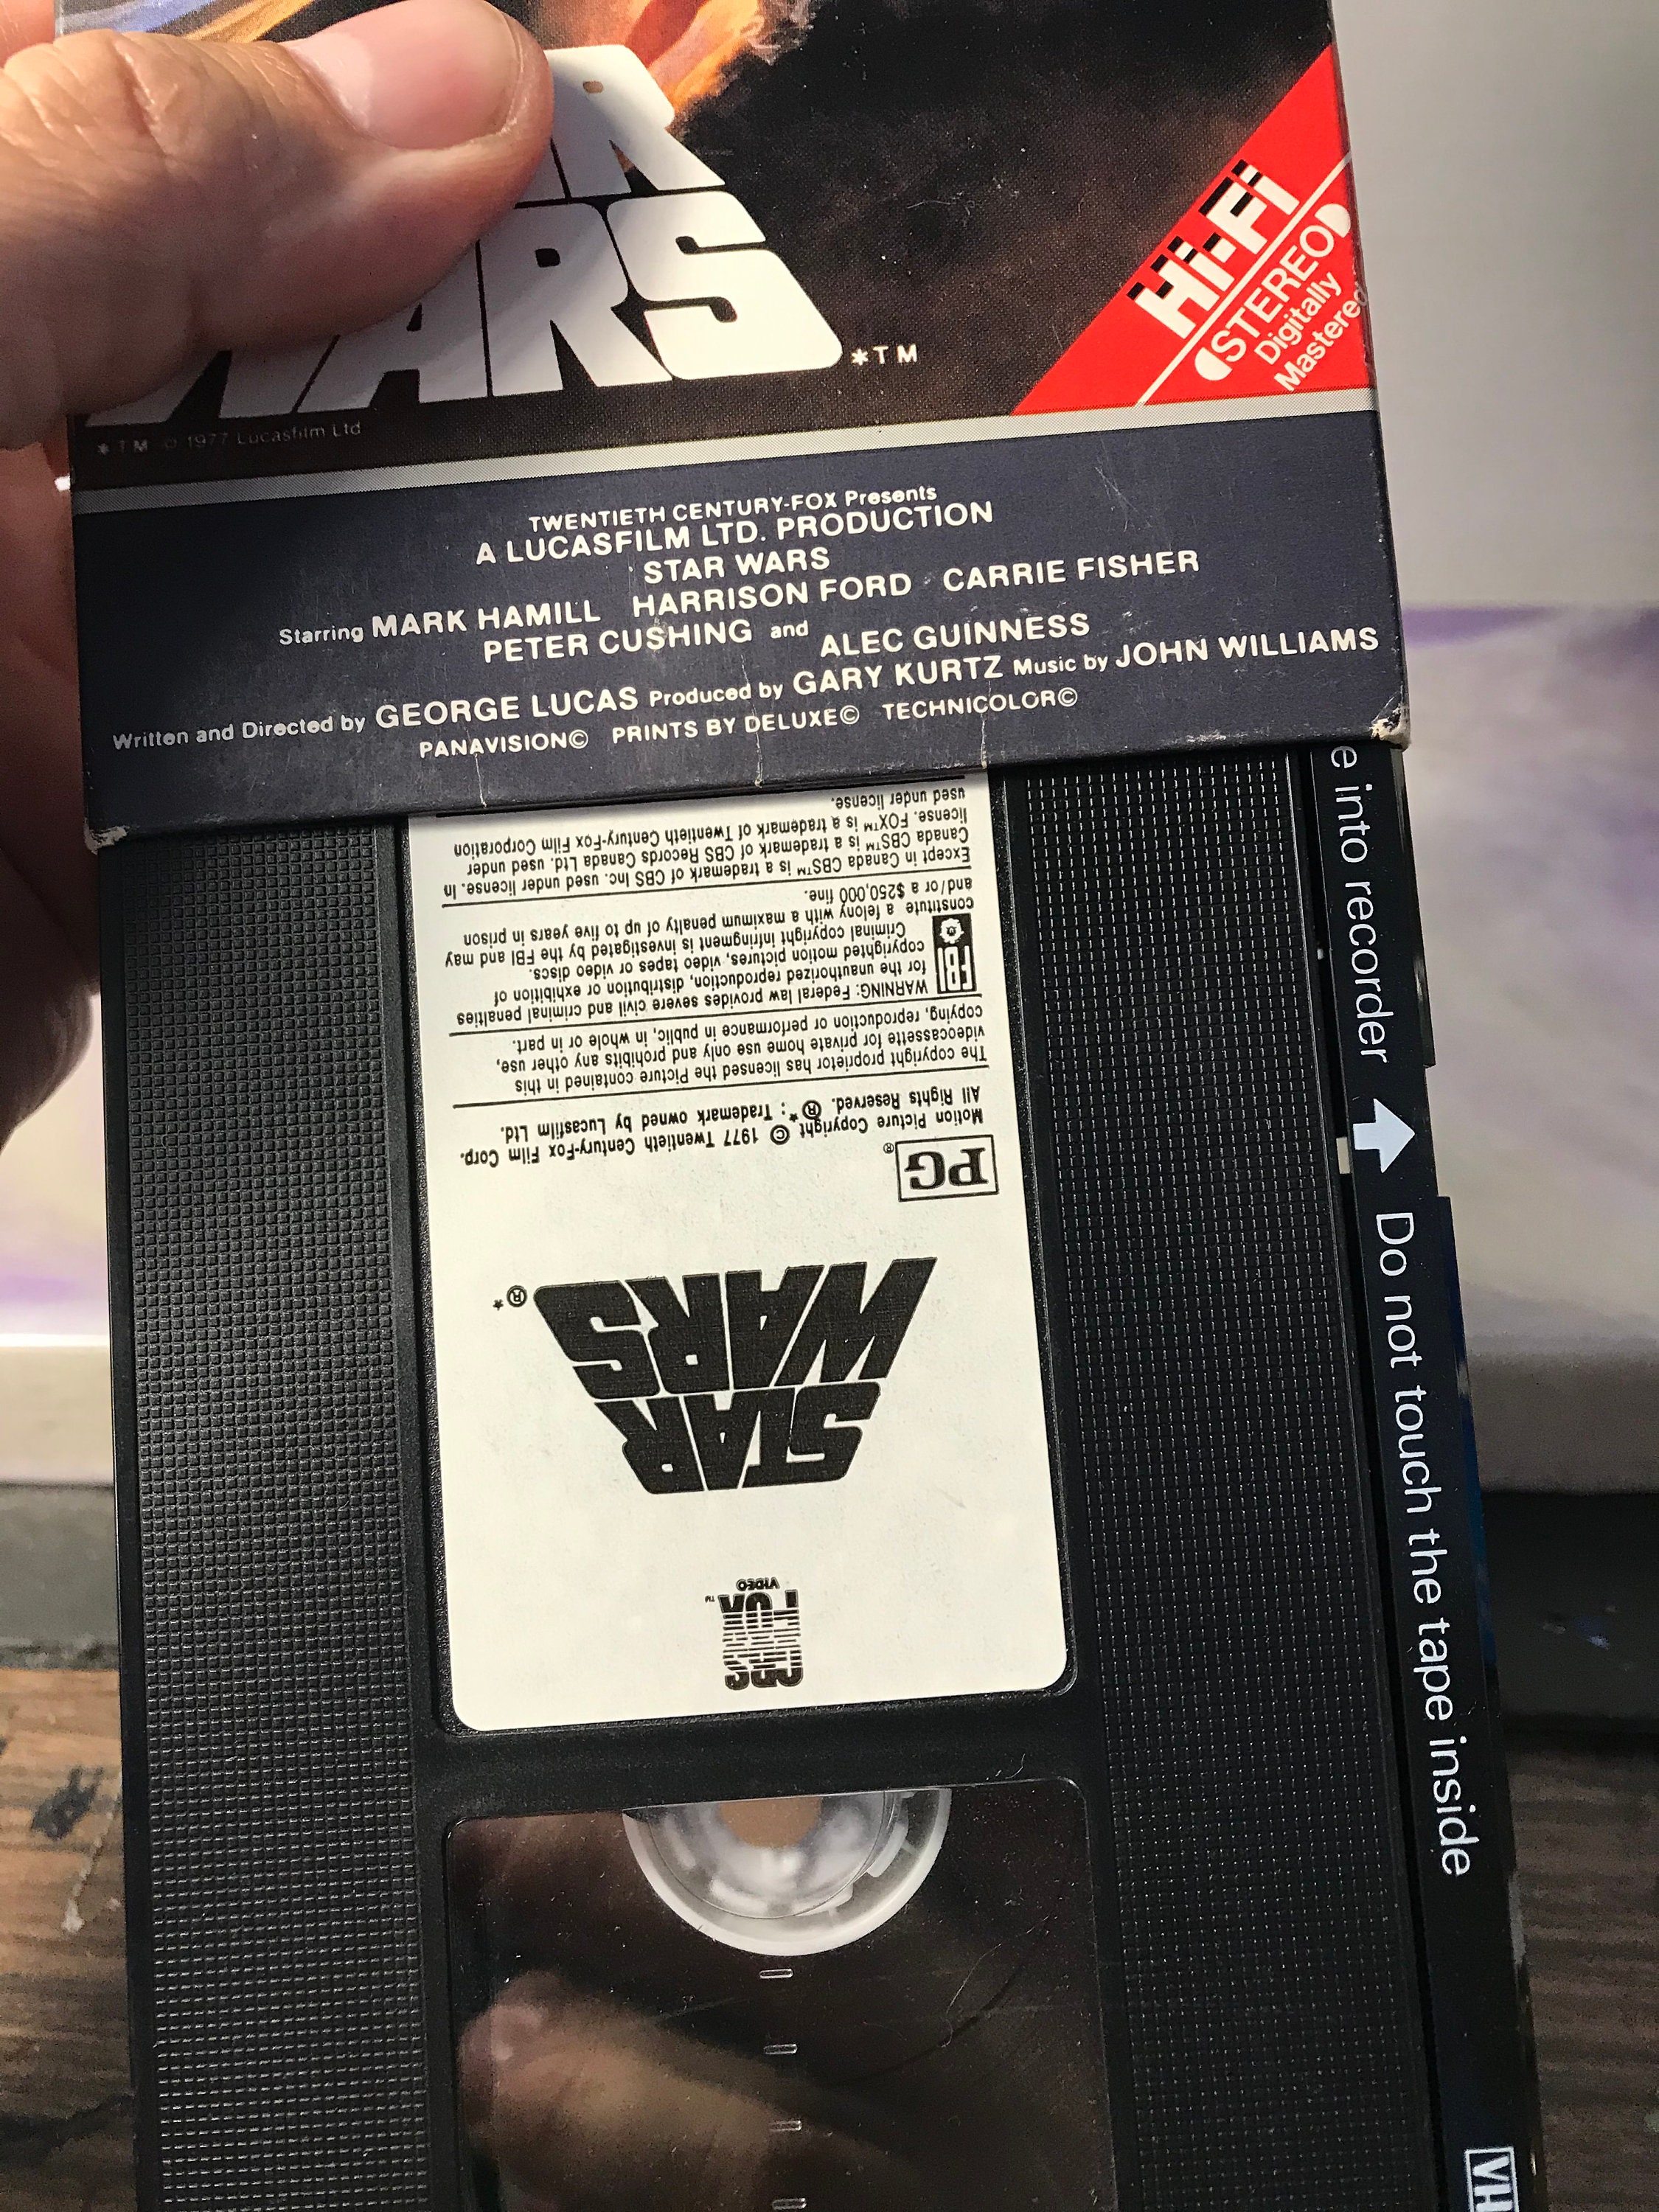 STAR
WARS
*TM
Hi-Fi
STEREO
Digitally
Mastered
*TM © 1977 Lucasfilm Ltd
TWENTIETH CENTURY-FOX Presents
A LUCASFILM LTD. PRODUCTION
STAR WARS
Starring MARK HAMILL HARRISON FORD CARRIE FISHER
PETER CUSHING and ALEC GUINNESS
Written and Directed by GEORGE LUCAS Produced by GARY KURTZ Music by JOHN WILLIAMS
PANAVISION© PRINTS BY DELUXE© TECHNICOLOR©
CBS
FOX
VIDEO
TM
STAR
WARS ®*
PG®
Motion Picture Copyright © 1977 Twentieth Century-Fox Film Corp.
All Rights Reserved. ®*: Trademark owned by Lucasfilm Ltd.
The copyright proprietor has licensed the Picture contained in this
videocassette for private home use only and prohibits any other use,
copying, reproduction or performance in public, in whole or in part.
FBI
WARNING: Federal law provides severe civil and criminal penalties
for the unauthorized reproduction, distribution or exhibition of
copyrighted motion pictures, video tapes or video discs.
Criminal copyright infringment is investigated by the FBI and may
constitute a felony with a maximum penalty of up to five years in prison
and/or a $250,000 fine.
Except in Canada CBS™ is a trademark of CBS Inc. used under license. In
Canada CBS™ is a trademark of CBS Records Canada Ltd. used under
license. FOX™ is a trademark of Twentieth Century-Fox Film Corporation
used under license.
e into recorder
Do not touch the tape inside
VH